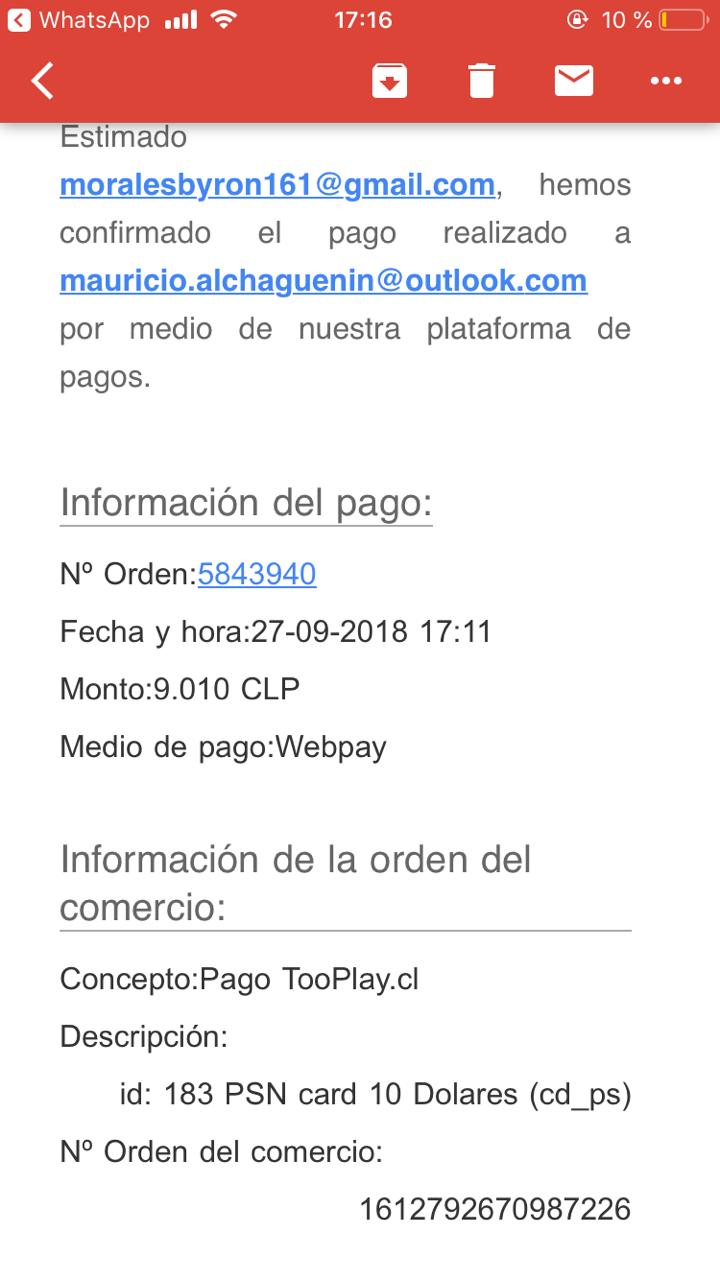 WhatsApp 17:16 10 %
Estimado
moralesbyron161@gmail.com, hemos
confirmado el pago realizado a
mauricio.alchaguenin@outlook.com
por medio de nuestra plataforma de
pagos.
Información del pago:
Nº Orden:5843940
Fecha y hora:27-09-2018 17:11
Monto:9.010 CLP
Medio de pago:Webpay
Información de la orden del
comercio:
Concepto:Pago TooPlay.cl
Descripción:
id: 183 PSN card 10 Dolares (cd_ps)
Nº Orden del comercio:
1612792670987226